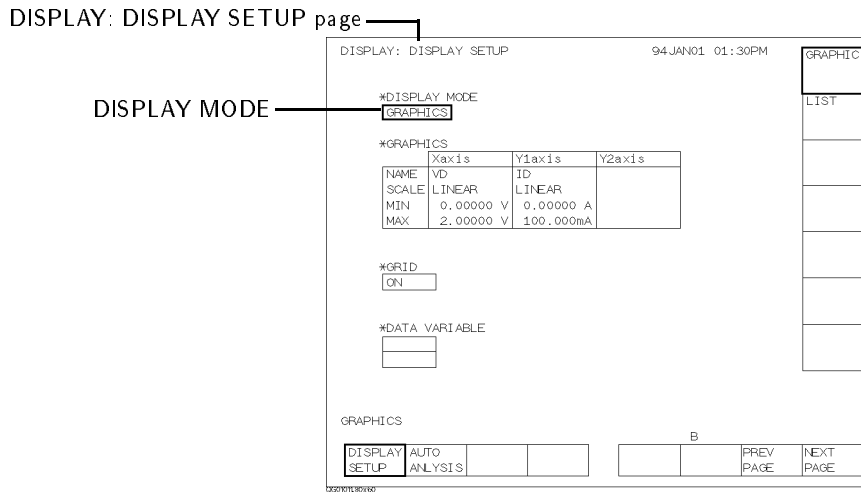 DISPLAY: DISPLAY SETUP page
DISPLAY: DISPLAY SETUP 94JAN01 01:30PM GRAPHIC
*DISPLAY MODE
DISPLAY MODE GRAPHICS
LIST
*GRAPHICS
Xaxis Y1axis Y2axis
NAME VD ID
SCALE LINEAR LINEAR
MIN 0.00000 V 0.00000 A
MAX 2.00000 V 100.000mA
*GRID
ON
*DATA VARIABLE
GRAPHICS
B
DISPLAY AUTO PREV NEXT
SETUP ANLYSIS PAGE PAGE